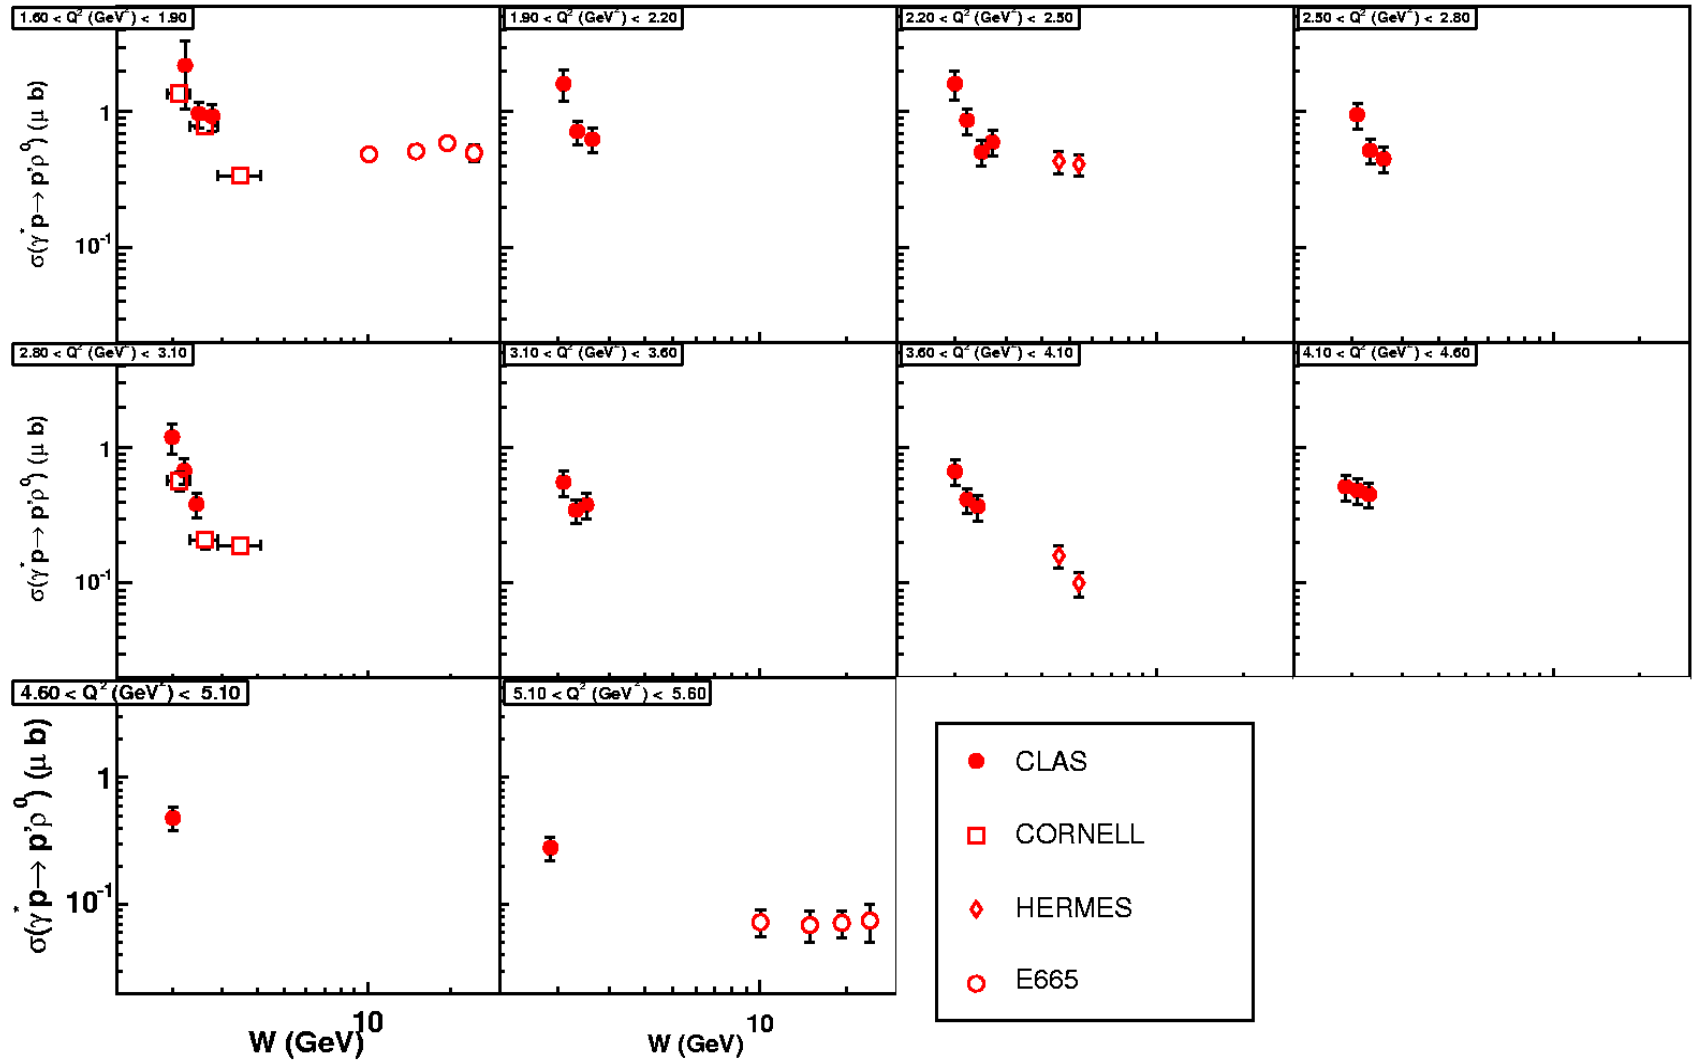 1.60 < Q² (GeV²) < 1.90
1.90 < Q² (GeV²) < 2.20
2.20 < Q² (GeV²) < 2.50
2.50 < Q² (GeV²) < 2.80
σ(γ* p→ p'ρ⁰) (μ b)
1
10⁻¹
2.80 < Q² (GeV²) < 3.10
3.10 < Q² (GeV²) < 3.60
3.60 < Q² (GeV²) < 4.10
4.10 < Q² (GeV²) < 4.60
σ(γ* p→ p'ρ⁰) (μ b)
1
10⁻¹
4.60 < Q² (GeV²) < 5.10
5.10 < Q² (GeV²) < 5.60
σ(γ* p→ p'ρ⁰) (μ b)
1
10⁻¹
10
W (GeV)
10
W (GeV)
CLAS
CORNELL
HERMES
E665